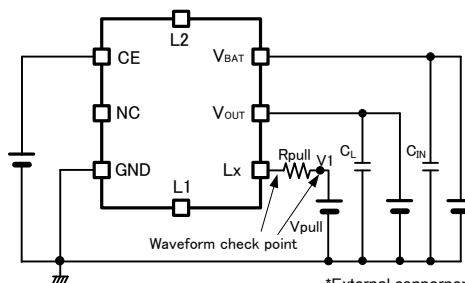 L2
CE
VBAT
NC
VOUT
GND
Lx
Rpull
V1
CL
CIN
L1
Vpull
Waveform check point